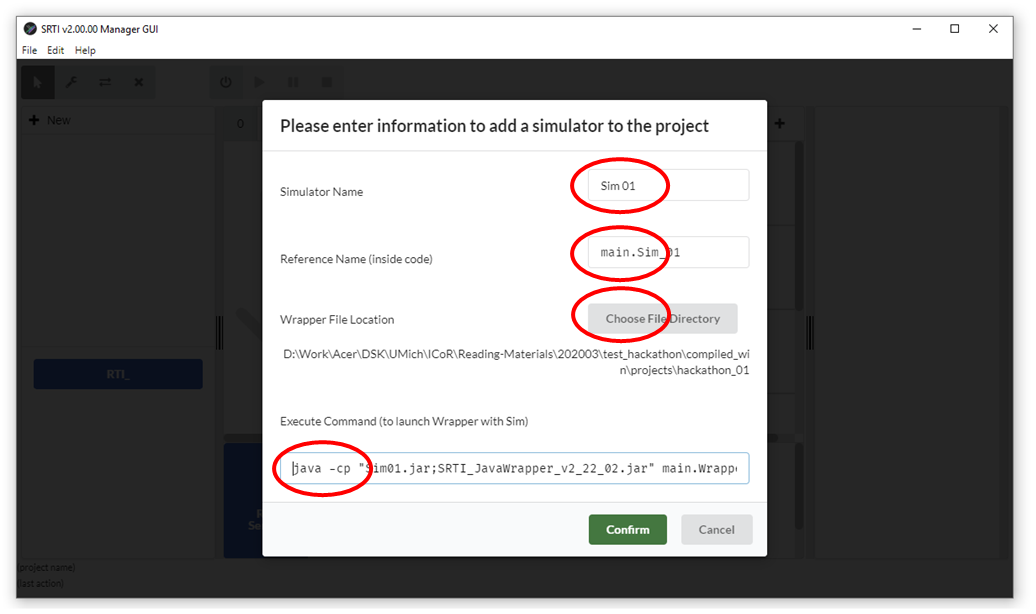 SRTI v2.00.00 Manager GUI
File Edit Help
New
0
Please enter information to add a simulator to the project
Simulator Name
Sim 01
Reference Name (inside code)
main.Sim_01
Wrapper File Location
Choose File Directory
D:\Work\Acer\DSK\UMich\ICoR\Reading-Materials\202003\test_hackathon\compiled_wi
n\projects\hackathon_01
RTI_
Execute Command (to launch Wrapper with Sim)
java -cp "Sim01.jar;SRTI_JavaWrapper_v2_22_02.jar" main.Wrappe
Confirm
Cancel
(project name)
(last action)